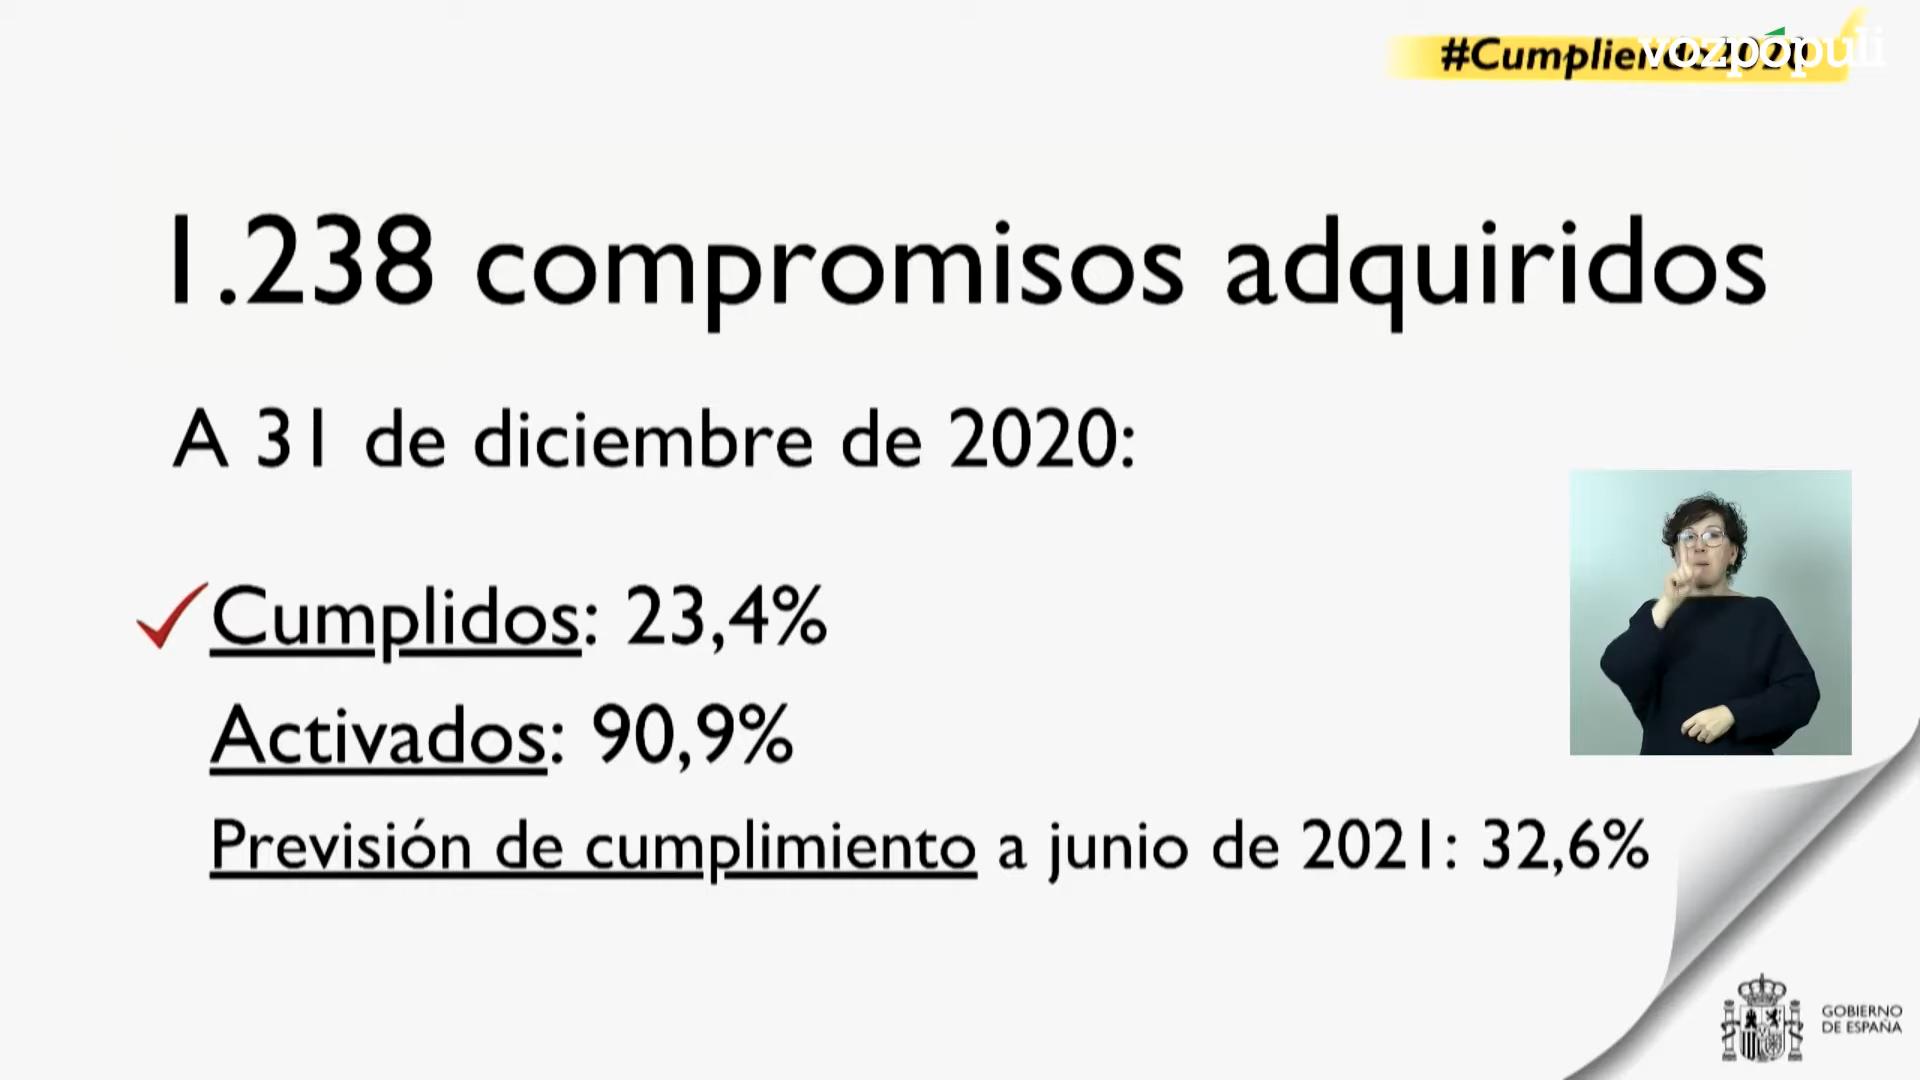 vozpópuli
1.238 compromisos adquiridos
A 31 de diciembre de 2020:
Cumplidos: 23,4%
Activados: 90,9%
Previsión de cumplimiento a junio de 2021: 32,6%
GOBIERNO
DE ESPAÑA